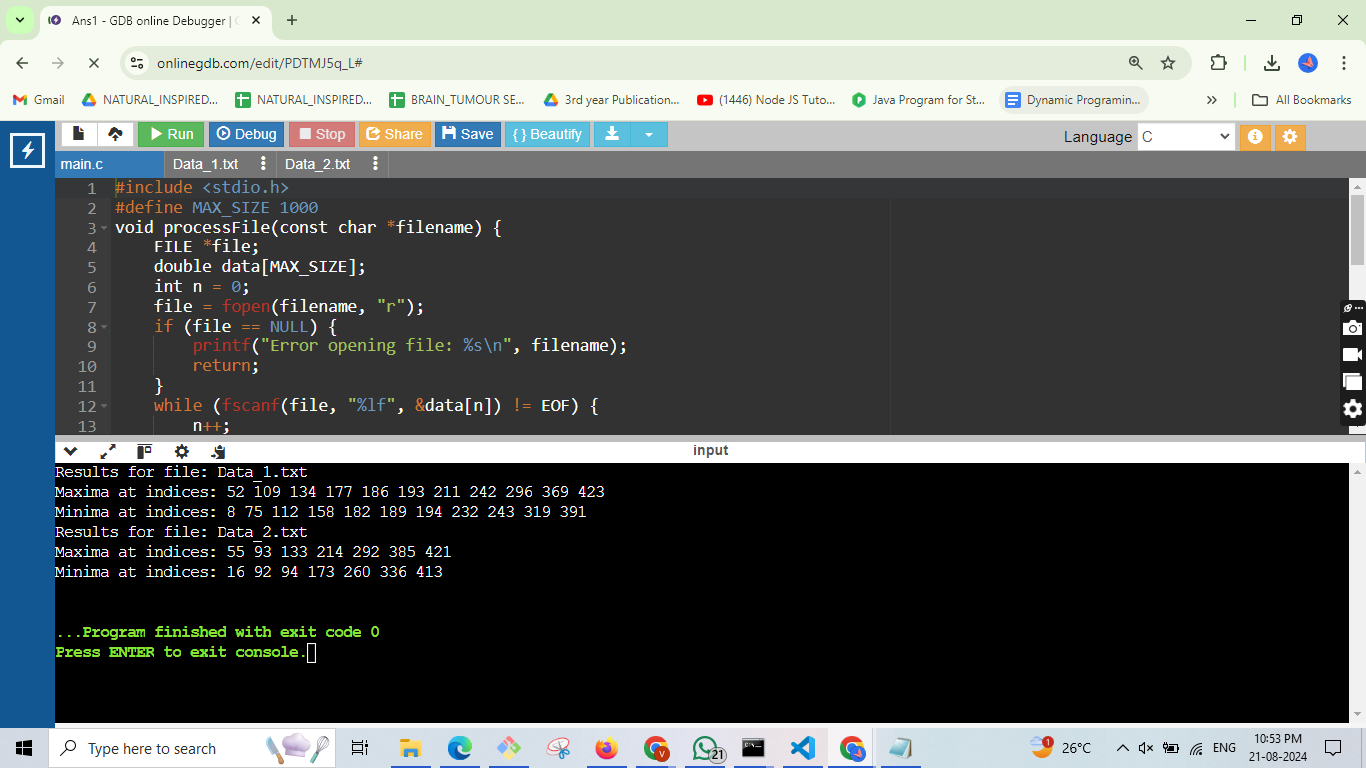 Ans1 - GDB online Debugger |
onlinegdb.com/edit/PDTMJ5q_L#
Gmail NATURAL_INSPIRED... NATURAL_INSPIRED... BRAIN_TUMOUR SE... 3rd year Publication... (1446) Node JS Tuto... Java Program for St... Dynamic Programin... » All Bookmarks
Run Debug Stop Share Save { } Beautify Language C
main.c Data_1.txt Data_2.txt
1 #include <stdio.h>
2 #define MAX_SIZE 1000
3 void processFile(const char *filename) {
4 FILE *file;
5 double data[MAX_SIZE];
6 int n = 0;
7 file = fopen(filename, "r");
8 if (file == NULL) {
9 printf("Error opening file: %s\n", filename);
10 return;
11 }
12 while (fscanf(file, "%lf", &data[n]) != EOF) {
13 n++;
input
Results for file: Data_1.txt
Maxima at indices: 52 109 134 177 186 193 211 242 296 369 423
Minima at indices: 8 75 112 158 182 189 194 232 243 319 391
Results for file: Data_2.txt
Maxima at indices: 55 93 133 214 292 385 421
Minima at indices: 16 92 94 173 260 336 413
...Program finished with exit code 0
Press ENTER to exit console.
Type here to search V 21 1 26°C ENG 10:53 PM
21-08-2024